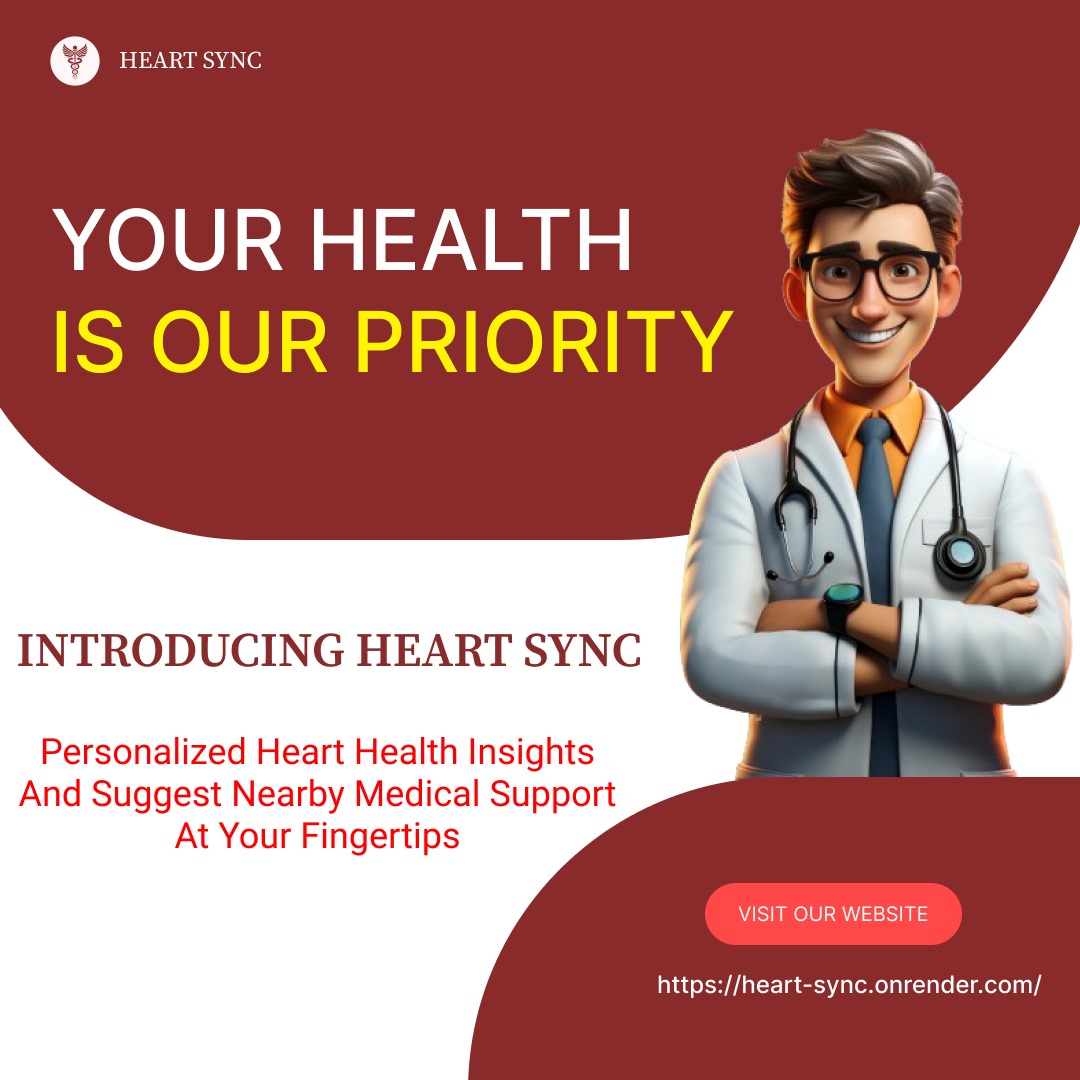 HEART SYNC
YOUR HEALTH
IS OUR PRIORITY
INTRODUCING HEART SYNC
Personalized Heart Health Insights
And Suggest Nearby Medical Support
At Your Fingertips
VISIT OUR WEBSITE
https://heart-sync.onrender.com/